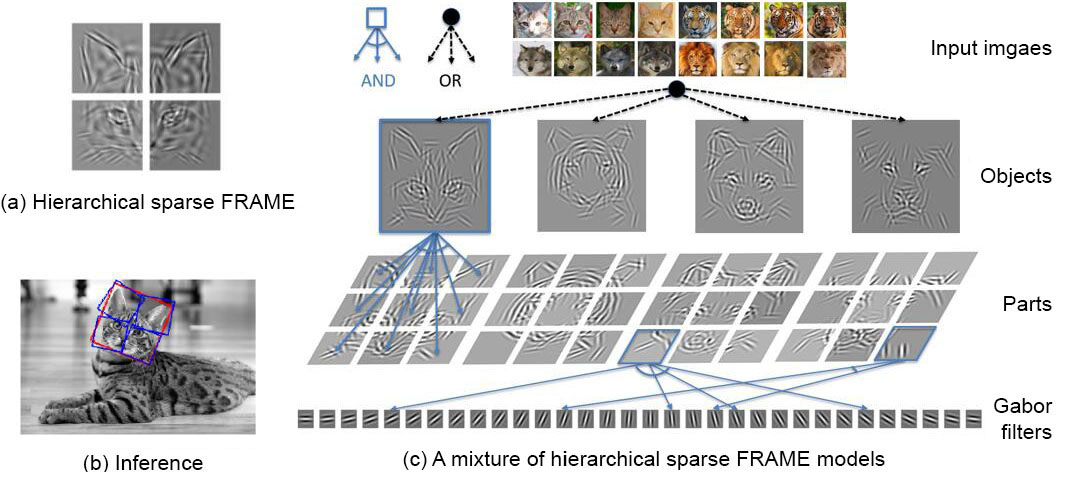 AND
OR
Input imgaes
(a) Hierarchical sparse FRAME
Objects
Parts
Gabor
filters
(b) Inference
(c) A mixture of hierarchical sparse FRAME models